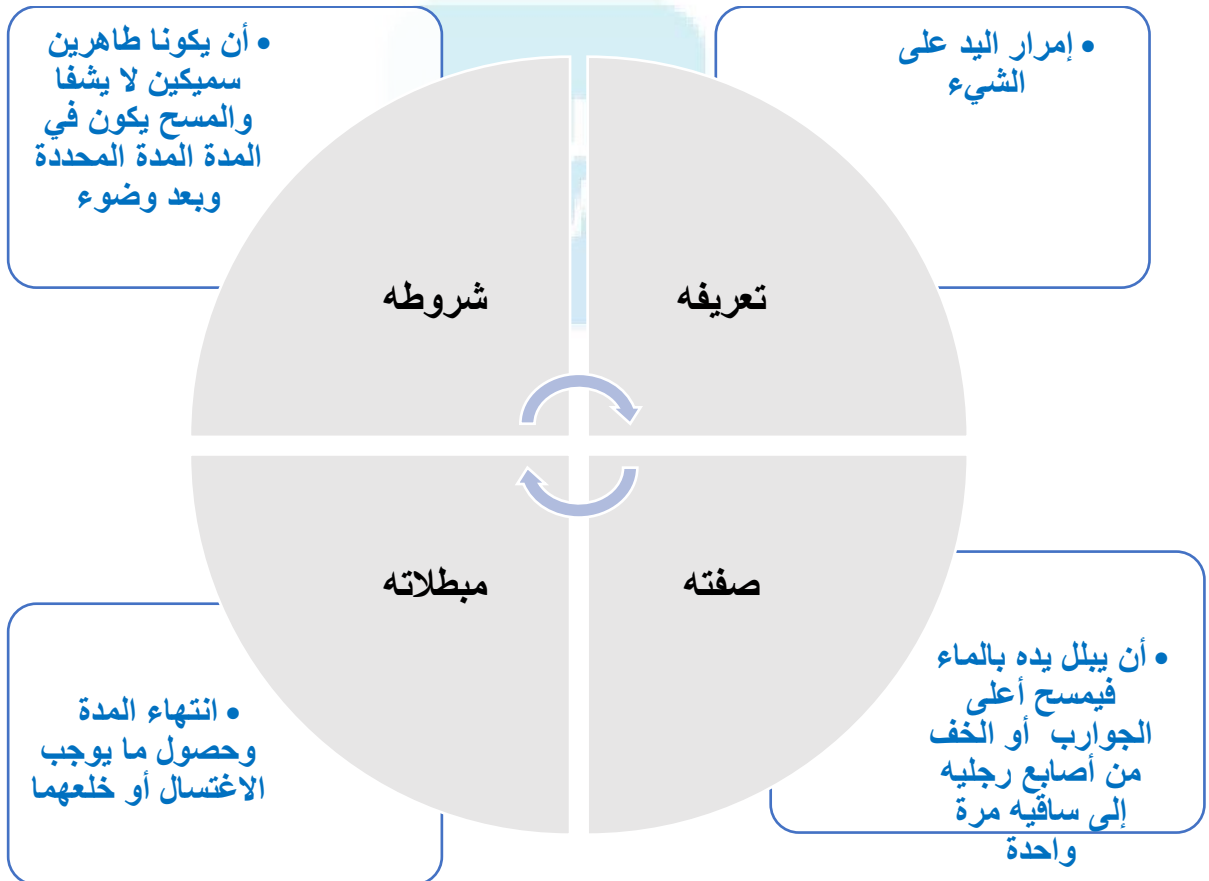 • إمرار اليد على
الشيء
• أن يكونا طاهرين
سميكين لا يشفا
والمسح يكون في
المدة المدة المحددة
وبعد وضوء
تعريفه
شروطه
صفته
مبطلاته
• أن يبلل يده بالماء
فيمسح أعلى
الجوارب أو الخف
من أصابع رجليه
إلى ساقيه مرة
واحدة
• انتهاء المدة
وحصول ما يوجب
الاغتسال أو خلعهما